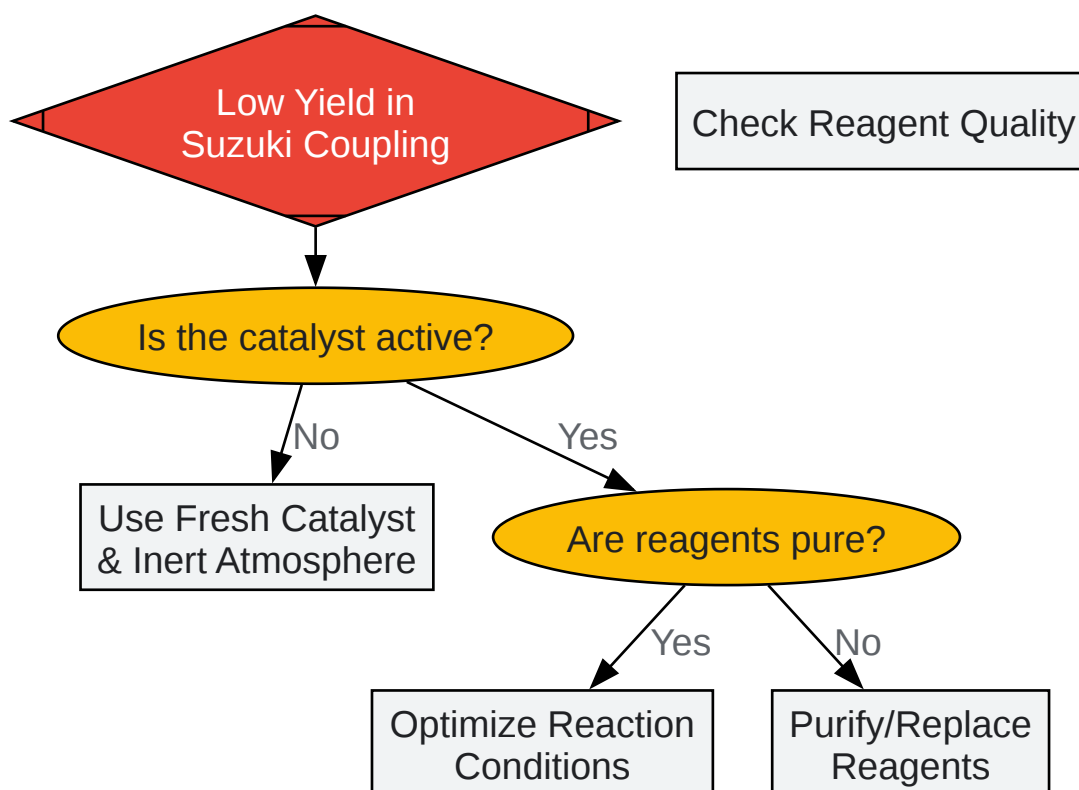 Low Yield in
Suzuki Coupling
Check Reagent Quality
Is the catalyst active?
No
Yes
Use Fresh Catalyst
& Inert Atmosphere
Are reagents pure?
Yes
No
Optimize Reaction
Conditions
Purify/Replace
Reagents